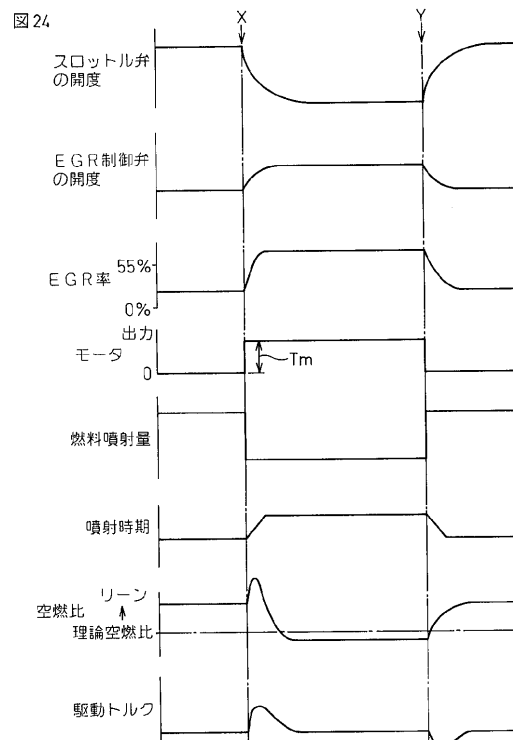 図24
X
Y
スロットル弁
の開度
EGR制御弁
の開度
55%
EGR率
0%
出力
モータ
Tm
0
燃料噴射量
噴射時期
リーン
空燃比
理論空燃比
駆動トルク